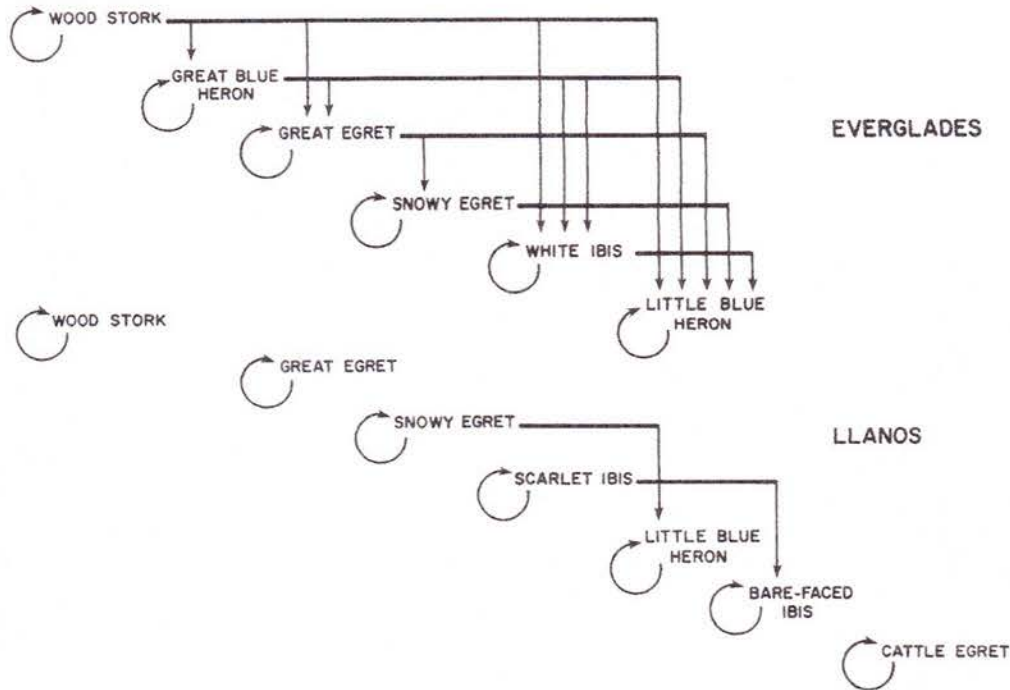 WOOD STORK
GREAT BLUE
HERON
GREAT EGRET
EVERGLADES
SNOWY EGRET
WHITE IBIS
LITTLE BLUE
HERON
WOOD STORK
GREAT EGRET
SNOWY EGRET
LLANOS
SCARLET IBIS
LITTLE BLUE
HERON
BARE-FACED
IBIS
CATTLE EGRET